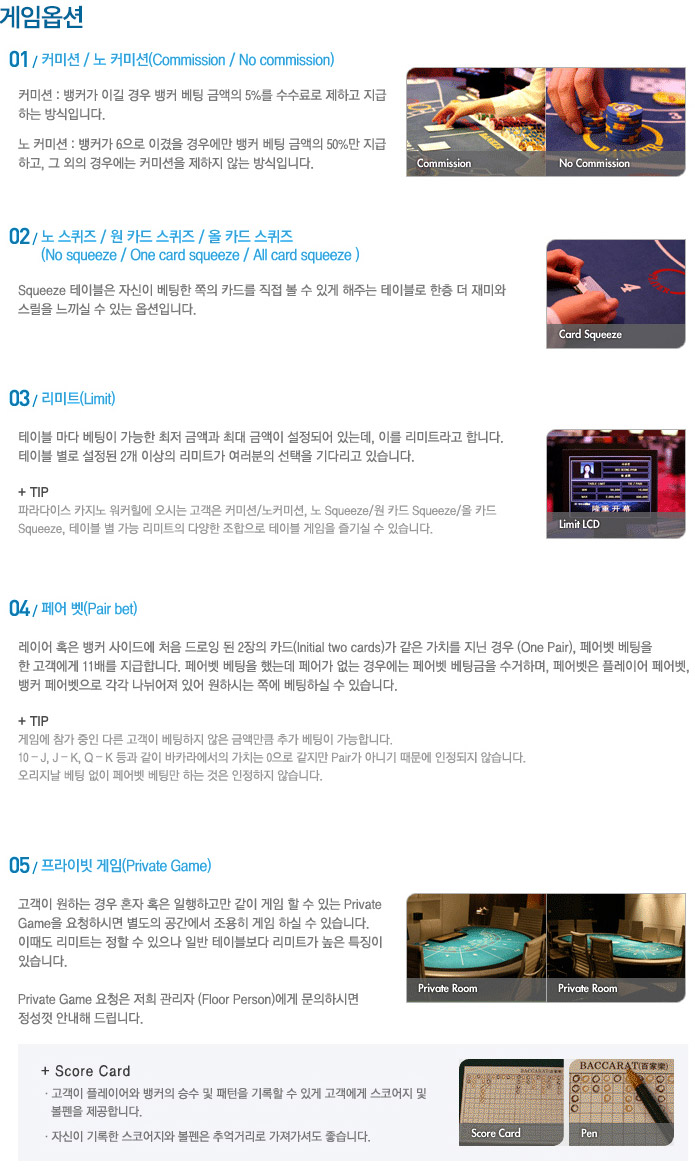 게임옵션
01 / 커미션 / 노 커미션(Commission / No commission)
커미션 : 뱅커가 이길 경우 뱅커 베팅 금액의 5%를 수수료로 제하고 지급
하는 방식입니다.
노 커미션 : 뱅커가 6으로 이겼을 경우에만 뱅커 베팅 금액의 50%만 지급
하고, 그 외의 경우에는 커미션을 제하지 않는 방식입니다.
Commission
No Commission
02 / 노 스퀴즈 / 원 카드 스퀴즈 / 올 카드 스퀴즈
(No squeeze / One card squeeze / All card squeeze )
Squeeze 테이블은 자신이 베팅한 쪽의 카드를 직접 볼 수 있게 해주는 테이블로 한층 더 재미와
스릴을 느끼실 수 있는 옵션입니다.
Card Squeeze
03 / 리미트(Limit)
테이블 마다 베팅이 가능한 최저 금액과 최대 금액이 설정되어 있는데, 이를 리미트라고 합니다.
테이블 별로 설정된 2개 이상의 리미트가 여러분의 선택을 기다리고 있습니다.
+ TIP
파라다이스 카지노 워커힐에 오시는 고객은 커미션/노커미션, 노 Squeeze/원 카드 Squeeze/올 카드
Squeeze, 테이블 별 가능 리미트의 다양한 조합으로 테이블 게임을 즐기실 수 있습니다.
隆重开幕
Limit LCD
04 / 페어 벳(Pair bet)
레이어 혹은 뱅커 사이드에 처음 드로잉 된 2장의 카드(Initial two cards)가 같은 가치를 지닌 경우 (One Pair), 페어벳 베팅을
한 고객에게 11배를 지급합니다. 페어벳 베팅을 했는데 페어가 없는 경우에는 페어벳 베팅금을 수거하며, 페어벳은 플레이어 페어벳,
뱅커 페어벳으로 각각 나뉘어져 있어 원하시는 쪽에 베팅하실 수 있습니다.
+ TIP
게임에 참가 중인 다른 고객이 베팅하지 않은 금액만큼 추가 베팅이 가능합니다.
10 - J, J - K, Q - K 등과 같이 바카라에서의 가치는 0으로 같지만 Pair가 아니기 때문에 인정되지 않습니다.
오리지날 베팅 없이 페어벳 베팅만 하는 것은 인정하지 않습니다.
05 / 프라이빗 게임(Private Game)
고객이 원하는 경우 혼자 혹은 일행하고만 같이 게임 할 수 있는 Private
Game을 요청하시면 별도의 공간에서 조용히 게임 하실 수 있습니다.
이때도 리미트는 정할 수 있으나 일반 테이블보다 리미트가 높은 특징이
있습니다.
Private Game 요청은 저희 관리자 (Floor Person)에게 문의하시면
정성껏 안내해 드립니다.
Private Room
Private Room
+ Score Card
· 고객이 플레이어와 뱅커의 승수 및 패턴을 기록할 수 있게 고객에게 스코어지 및
볼펜을 제공합니다.
· 자신이 기록한 스코어지와 볼펜은 추억거리로 가져가셔도 좋습니다.
BACCARAT(百家樂)
Score Card
Pen